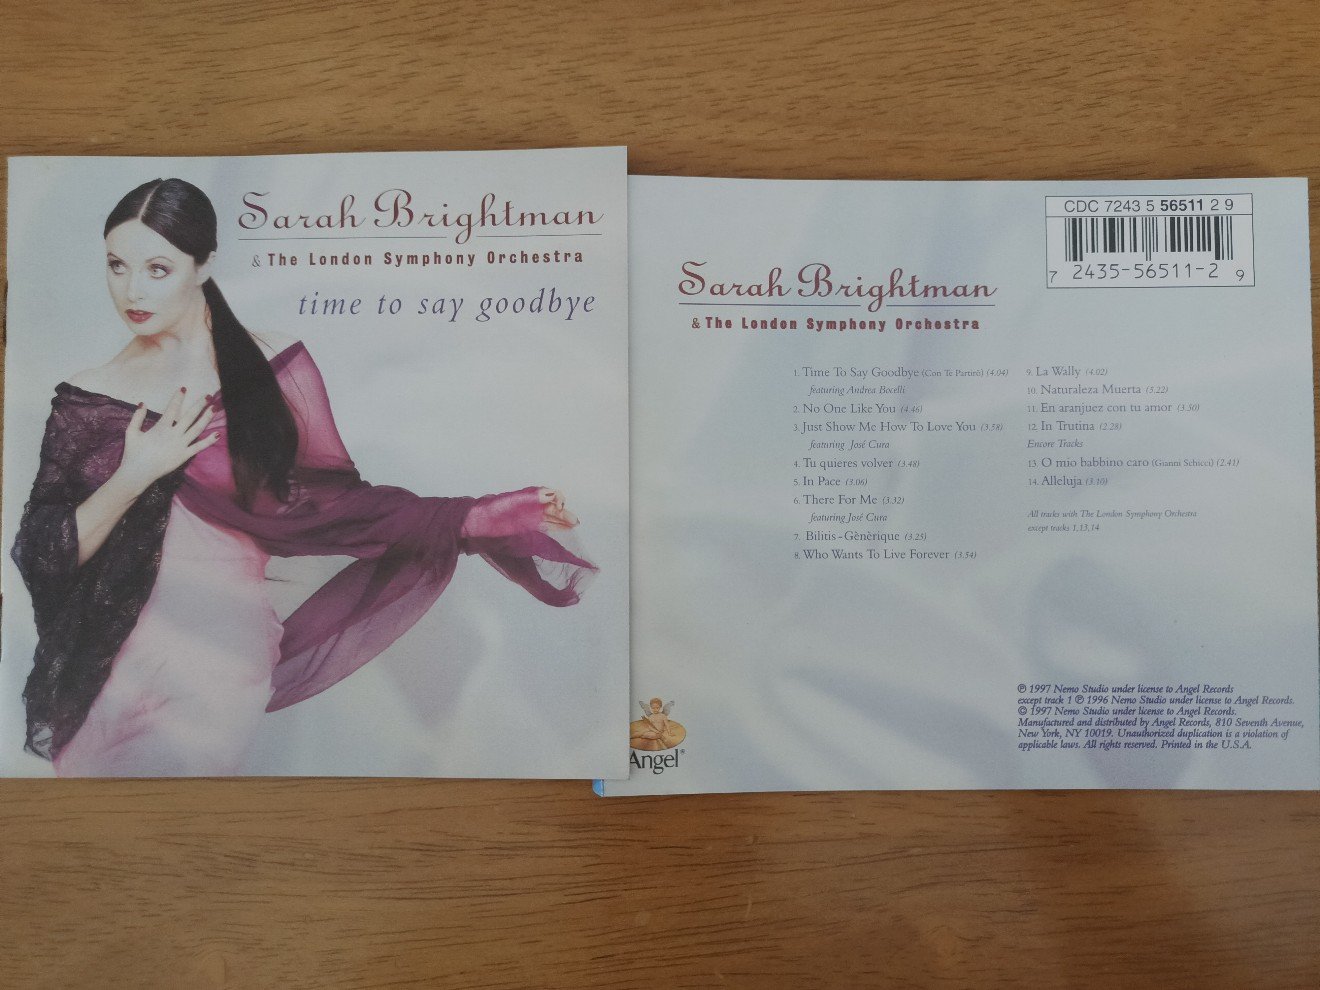 Sarah Brightman
& The London Symphony Orchestra
time to say goodbye
CDC 7243 5 56511 2 9
7 2435-56511-2 9
Sarah Brightman
& The London Symphony Orchestra
1. Time To Say Goodbye (Con Te Partirò) (4.04)
featuring Andrea Bocelli
2. No One Like You (4.46)
3. Just Show Me How To Love You (3.58)
featuring José Cura
4. Tu quieres volver (3.48)
5. In Pace (3.06)
6. There For Me (3.32)
featuring José Cura
7. Bilitis-Gènèrique (3.25)
8. Who Wants To Live Forever (3.54)
9. La Wally (4.02)
10. Naturaleza Muerta (5.22)
11. En aranjuez con tu amor (3.50)
12. In Trutina (2.28)
Encore Tracks
13. O mio babbino caro (Gianni Schicci) (2.41)
14. Alleluja (3.10)
All tracks with The London Symphony Orchestra
except tracks 1,13,14
Angel®
℗ 1997 Nemo Studio under license to Angel Records
except track 1 ℗ 1996 Nemo Studio under license to Angel Records.
© 1997 Nemo Studio under license to Angel Records.
Manufactured and distributed by Angel Records, 810 Seventh Avenue,
New York, NY 10019. Unauthorized duplication is a violation of
applicable laws. All rights reserved. Printed in the U.S.A.